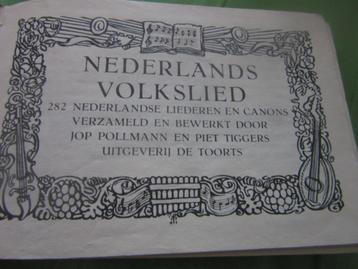 NEDERLANDS
VOLKSLIED
282 NEDERLANDSE LIEDEREN EN CANONS
VERZAMELD EN BEWERKT DOOR
JOP POLLMANN EN PIET TIGGERS
UITGEVERIJ DE TOORTS